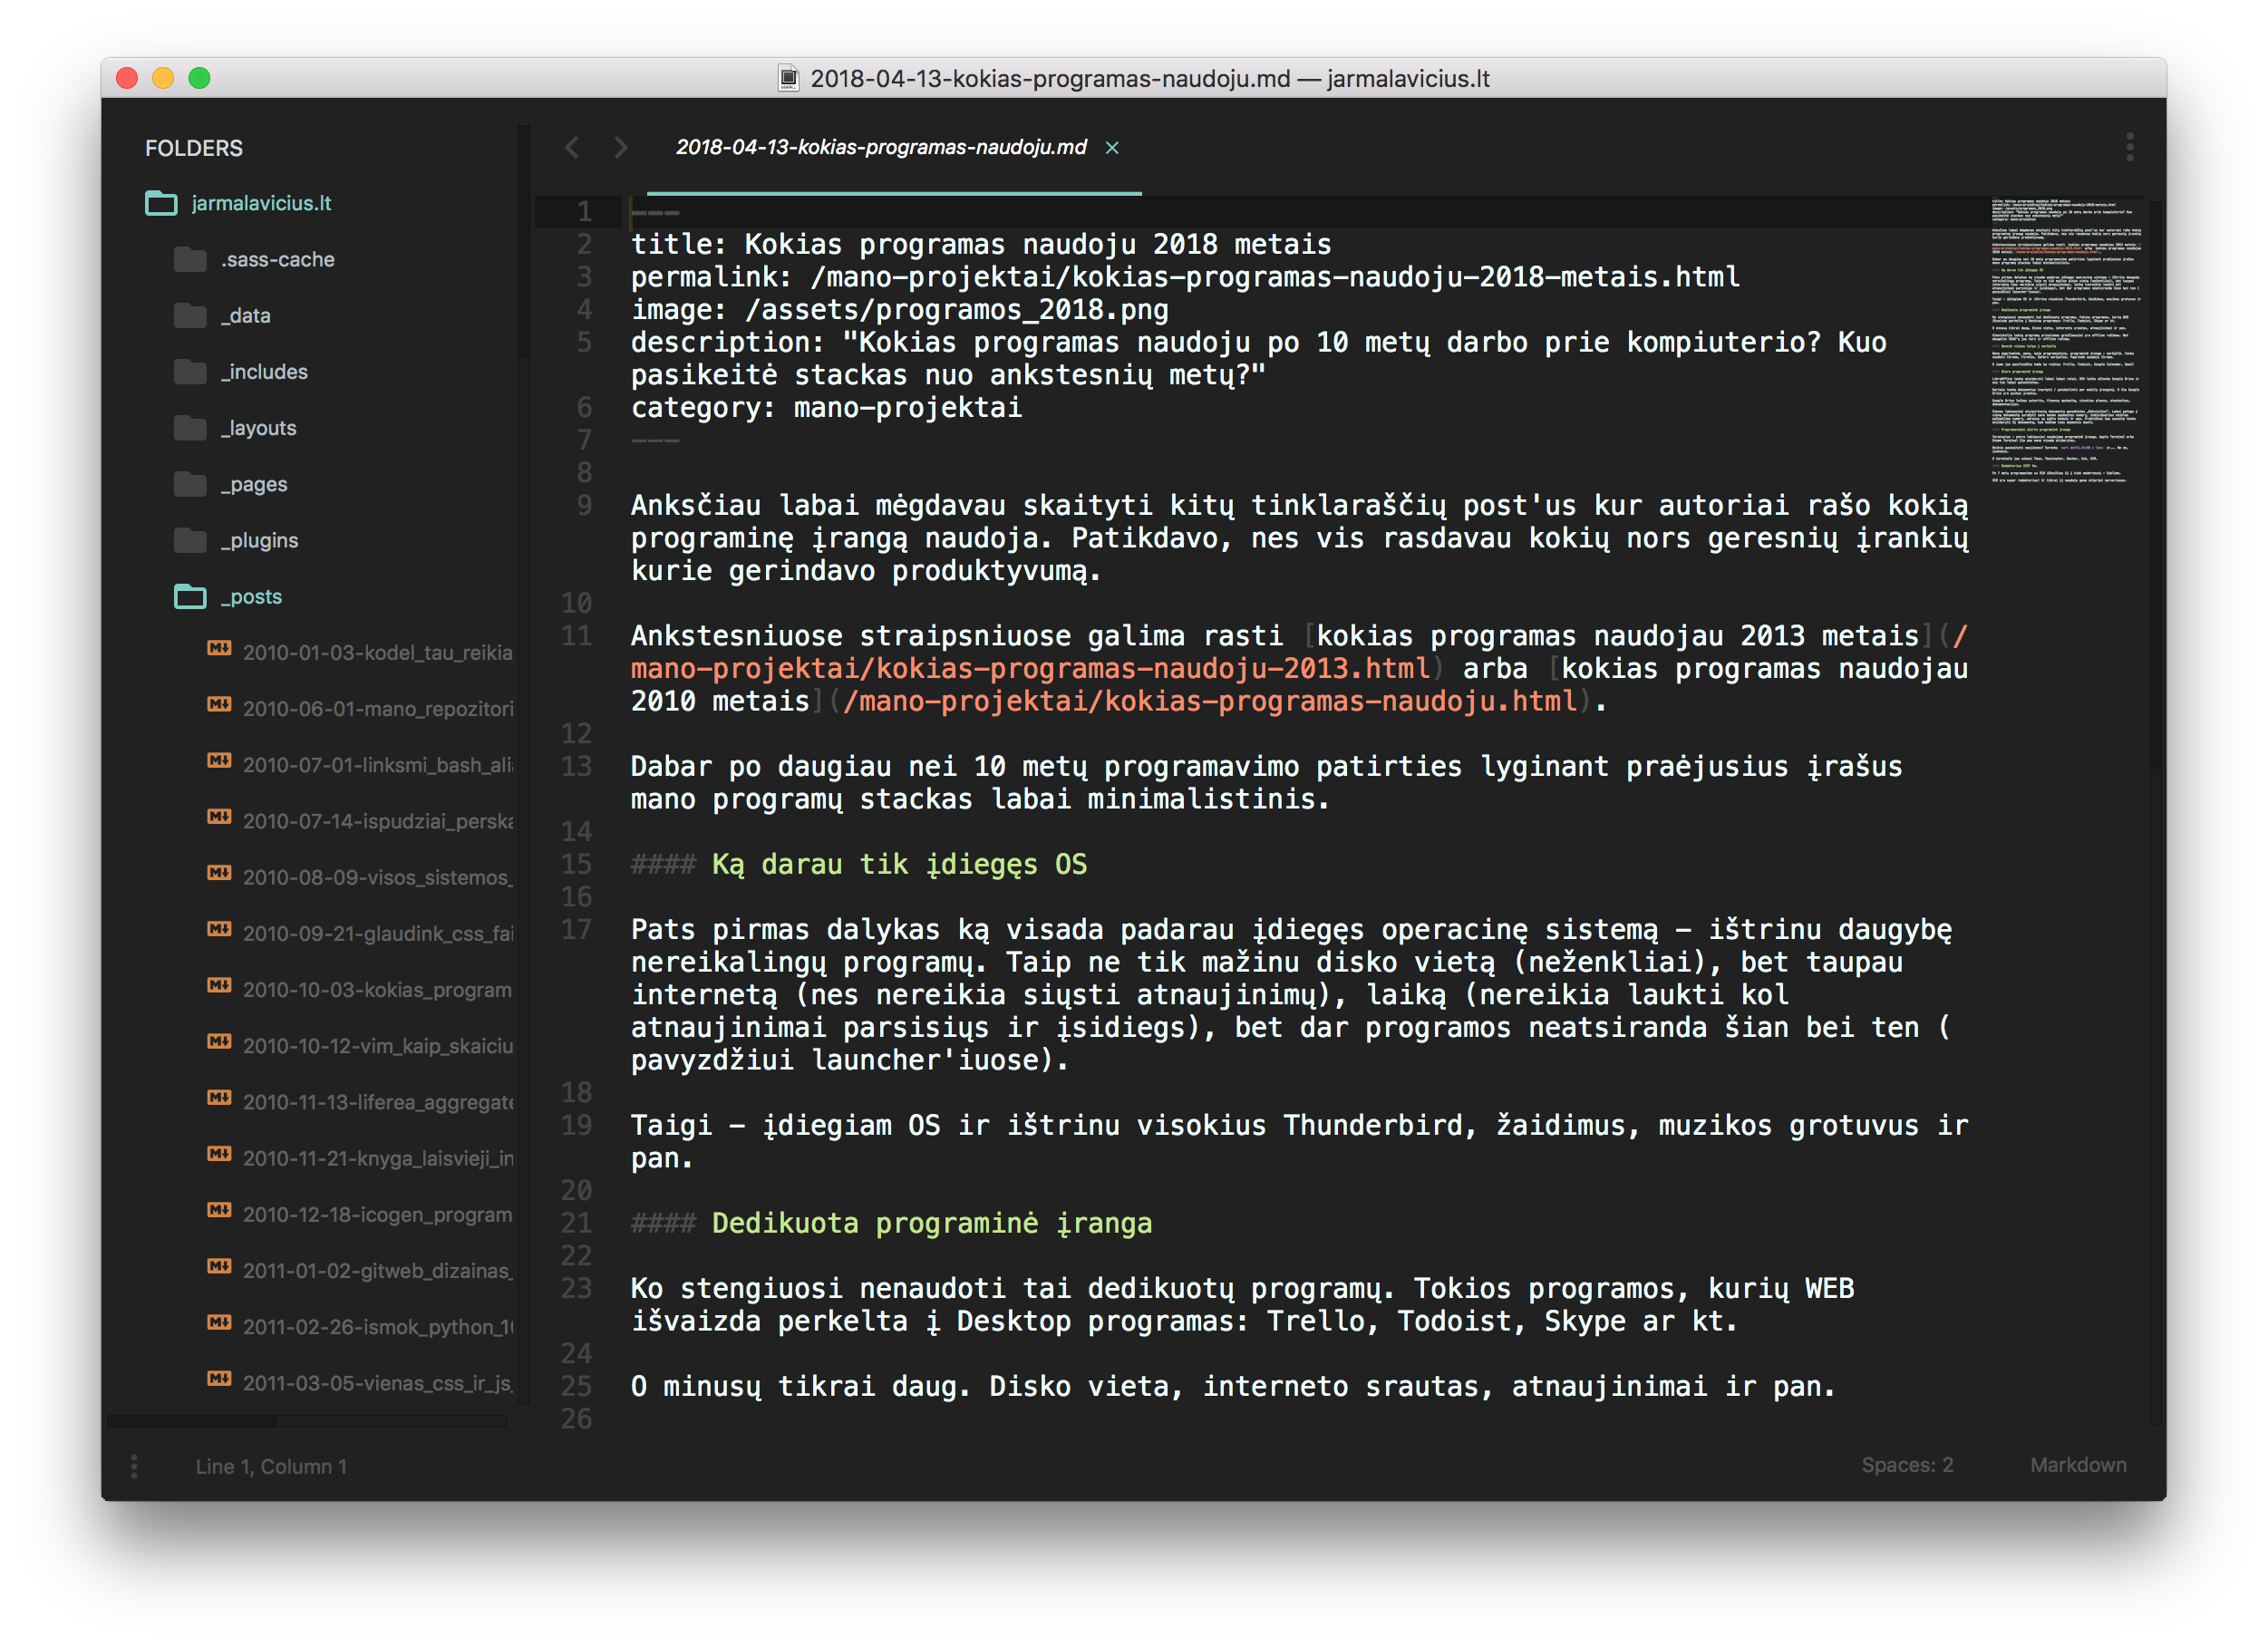 2018-04-13-kokias-programas-naudoju.md — jarmalavicius.lt
FOLDERS
jarmalavicius.lt
.sass-cache
_data
_includes
_layouts
_pages
_plugins
_posts
2010-01-03-kodel_tau_reikia
2010-06-01-mano_repozitori
2010-07-01-linksmi_bash_ali
2010-07-14-ispudziai_perska
2010-08-09-visos_sistemos_
2010-09-21-glaudink_css_fai
2010-10-03-kokias_program
2010-10-12-vim_kaip_skaiciu
2010-11-13-liferea_aggregate
2010-11-21-knyga_laisvieji_in
2010-12-18-icogen_program
2011-01-02-gitweb_dizainas_
2011-02-26-ismok_python_10
2011-03-05-vienas_css_ir_js_
2018-04-13-kokias-programas-naudoju.md ×
1 ---
2 title: Kokias programas naudoju 2018 metais
3 permalink: /mano-projektai/kokias-programas-naudoju-2018-metais.html
4 image: /assets/programos_2018.png
5 description: "Kokias programas naudoju po 10 metų darbo prie kompiuterio? Kuo
pasikeitė stackas nuo ankstesnių metų?"
6 category: mano-projektai
7 ---
8
9 Anksčiau labai mėgdavau skaityti kitų tinklaraščių post'us kur autoriai rašo kokią
programinę įrangą naudoja. Patikdavo, nes vis rasdavau kokių nors geresnių įrankių
kurie gerindavo produktyvumą.
10
11 Ankstesniuose straipsniuose galima rasti [kokias programas naudojau 2013 metais](/
mano-projektai/kokias-programas-naudoju-2013.html) arba [kokias programas naudojau
2010 metais](/mano-projektai/kokias-programas-naudoju.html).
12
13 Dabar po daugiau nei 10 metų programavimo patirties lyginant praėjusius įrašus
mano programų stackas labai minimalistinis.
14
15 #### Ką darau tik įdiegęs OS
16
17 Pats pirmas dalykas ką visada padarau įdiegęs operacinę sistemą - ištrinu daugybę
nereikalingų programų. Taip ne tik mažinu disko vietą (neženkliai), bet taupau
internetą (nes nereikia siųsti atnaujinimų), laiką (nereikia laukti kol
atnaujinimai parsisiųs ir įsidiegs), bet dar programos neatsiranda šian bei ten (
pavyzdžiui launcher'iuose).
18
19 Taigi - įdiegiam OS ir ištrinu visokius Thunderbird, žaidimus, muzikos grotuvus ir
pan.
20
21 #### Dedikuota programinė įranga
22
23 Ko stengiuosi nenaudoti tai dedikuotų programų. Tokios programos, kurių WEB
išvaizda perkelta į Desktop programas: Trello, Todoist, Skype ar kt.
24
25 O minusų tikrai daug. Disko vieta, interneto srautas, atnaujinimai ir pan.
26
Line 1, Column 1
Spaces: 2
Markdown